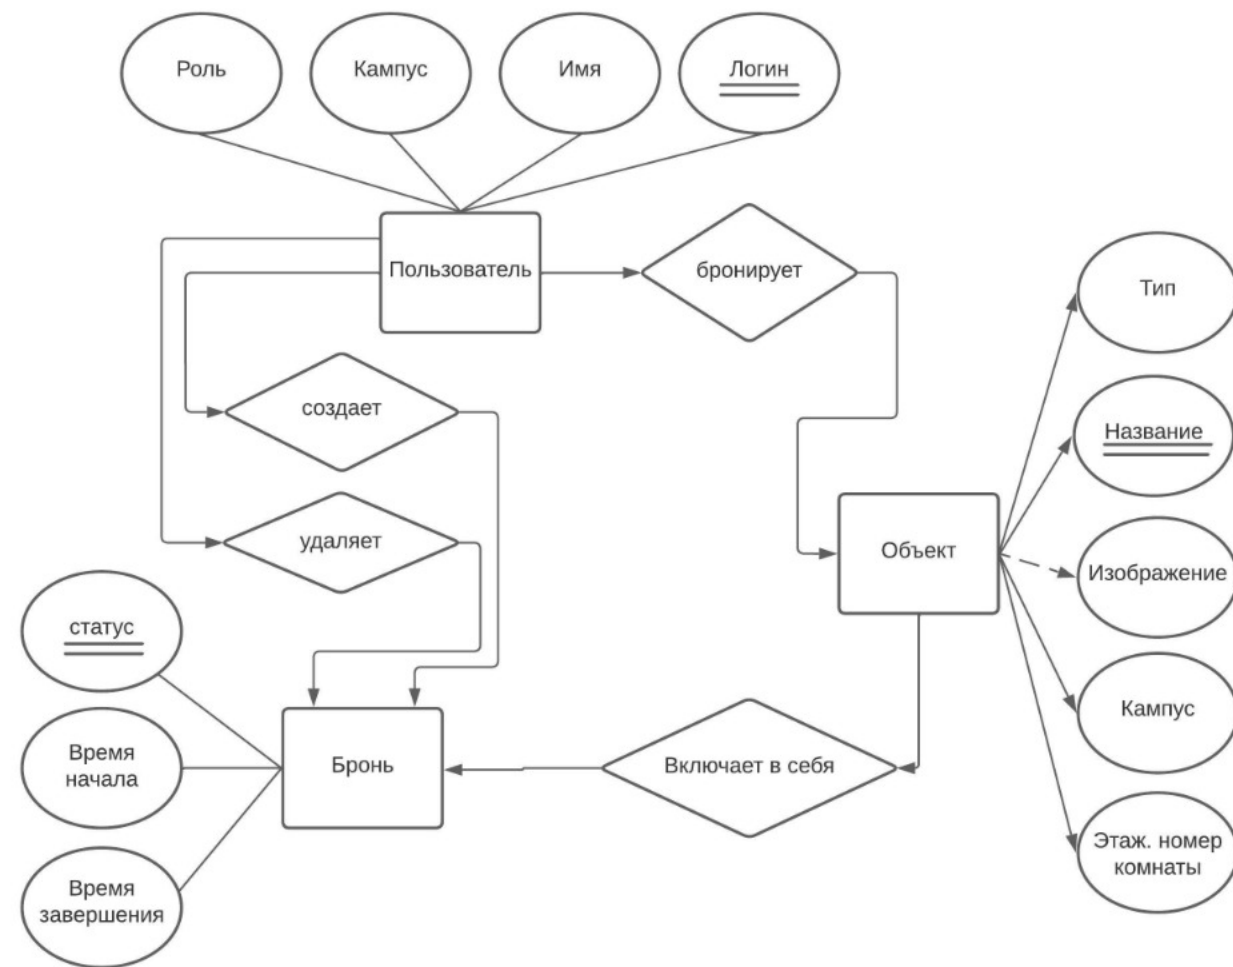 Роль
Кампус
Имя
Логин
Пользователь
бронирует
Тип
создает
Название
удаляет
Объект
Изображение
статус
Кампус
Время
начала
Бронь
Включает в себя
Этаж. номер
комнаты
Время
завершения